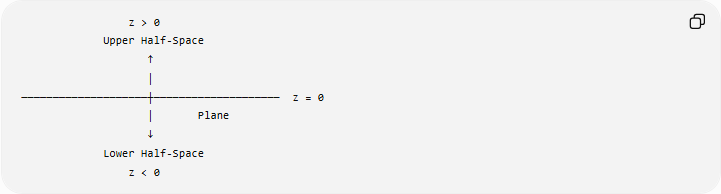 z > 0
Upper Half-Space
z = 0
Plane
Lower Half-Space
z < 0